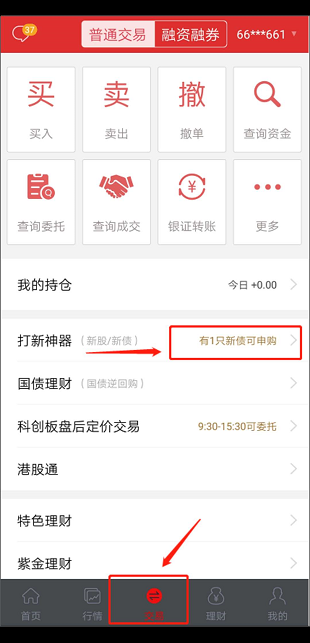 37
普通交易 融资融券 66***661
买 卖 撤
买入 卖出 撤单 查询资金
查询委托 查询成交 银证转账 更多
我的持仓 今日 +0.00
打新神器 （新股/新债） 有1只新债可申购
国债理财 （国债逆回购）
科创板盘后定价交易 9:30-15:30可委托
港股通
特色理财
紫金理财
首页 行情 交易 理财 我的